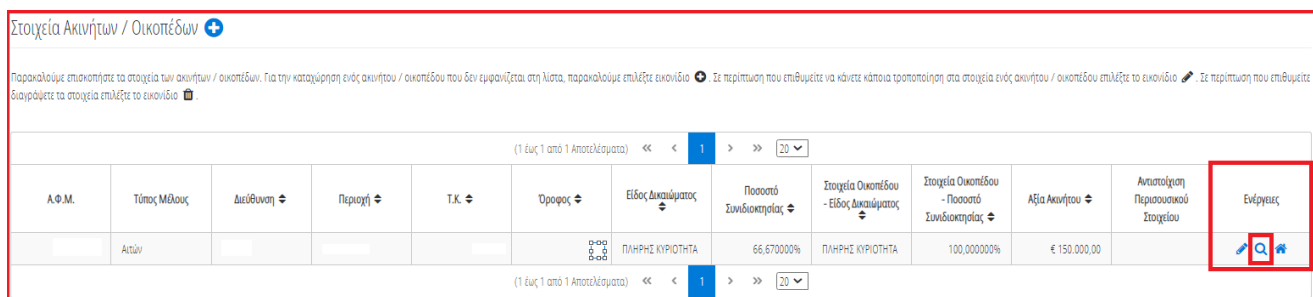 Στοιχεία Ακινήτων / Οικοπέδων
Παρακαλούμε επισκοπήστε τα στοιχεία των ακινήτων / οικοπέδων. Για την καταχώρηση ενός ακινήτου / οικοπέδου που δεν εμφανίζεται στη λίστα, παρακαλούμε επιλέξτε εικονίδιο . Σε περίπτωση που επιθυμείτε να κάνετε κάποια τροποποίηση στα στοιχεία ενός ακινήτου / οικοπέδου επιλέξτε το εικονίδιο . Σε περίπτωση που επιθυμείτε
διαγράψετε τα στοιχεία επιλέξτε το εικονίδιο .
(1 έως 1 από 1 Αποτελέσματα) « < 1 > » 20
Α.Φ.Μ. Τύπος Μέλους Διεύθυνση Περιοχή Τ.Κ. Όροφος Είδος Δικαιώματος Ποσοστό Συνιδιοκτησίας Στοιχεία Οικοπέδου - Είδος Δικαιώματος Στοιχεία Οικοπέδου - Ποσοστό Συνιδιοκτησίας Αξία Ακινήτου Αντιστοίχιση Περισουσικού Στοιχείου Ενέργειες
Αιτών ΠΛΗΡΗΣ ΚΥΡΙΟΤΗΤΑ 66,670000% ΠΛΗΡΗΣ ΚΥΡΙΟΤΗΤΑ 100,000000% € 150.000,00
(1 έως 1 από 1 Αποτελέσματα) « < 1 > » 20